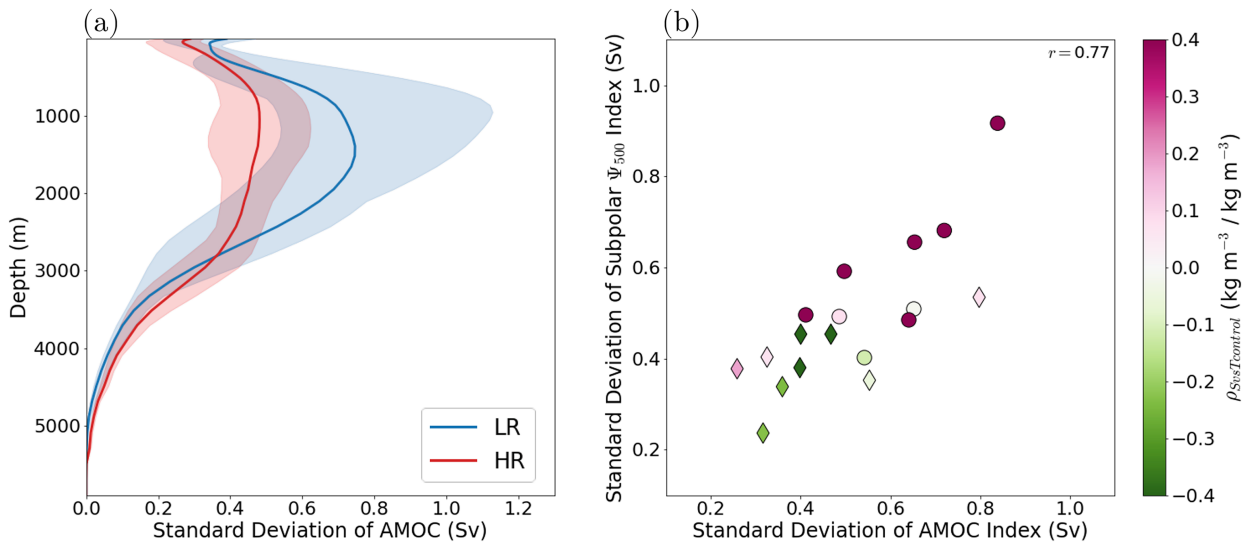 (a)
Depth (m)
1000
2000
3000
4000
5000
0.0 0.2 0.4 0.6 0.8 1.0 1.2
Standard Deviation of AMOC (Sv)
LR
HR
(b)
Standard Deviation of Subpolar Ψ500 Index (Sv)
r = 0.77
1.0
0.8
0.6
0.4
0.2
0.2 0.4 0.6 0.8 1.0
Standard Deviation of AMOC Index (Sv)
0.4
0.3
0.2
0.1
0.0
−0.1
−0.2
−0.3
−0.4
ρSvsTcontrol (kg m−3 / kg m−3)